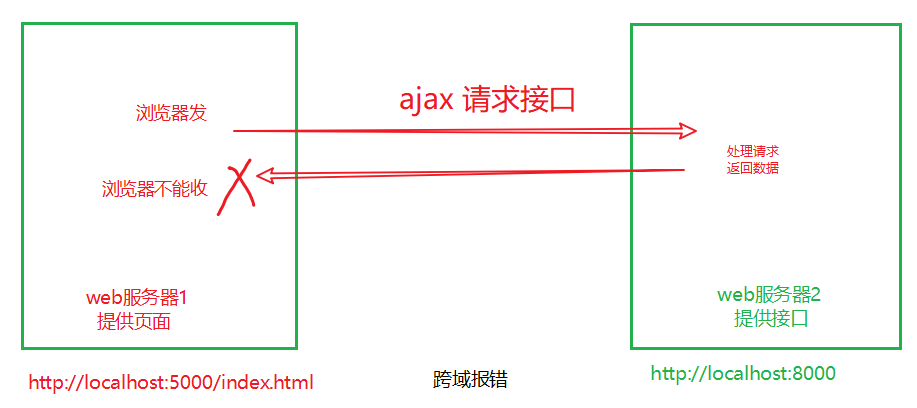 ajax 请求接口
浏览器发
处理请求
返回数据
浏览器不能收
web服务器1
提供页面
web服务器2
提供接口
http://localhost:5000/index.html
跨域报错
http://localhost:8000